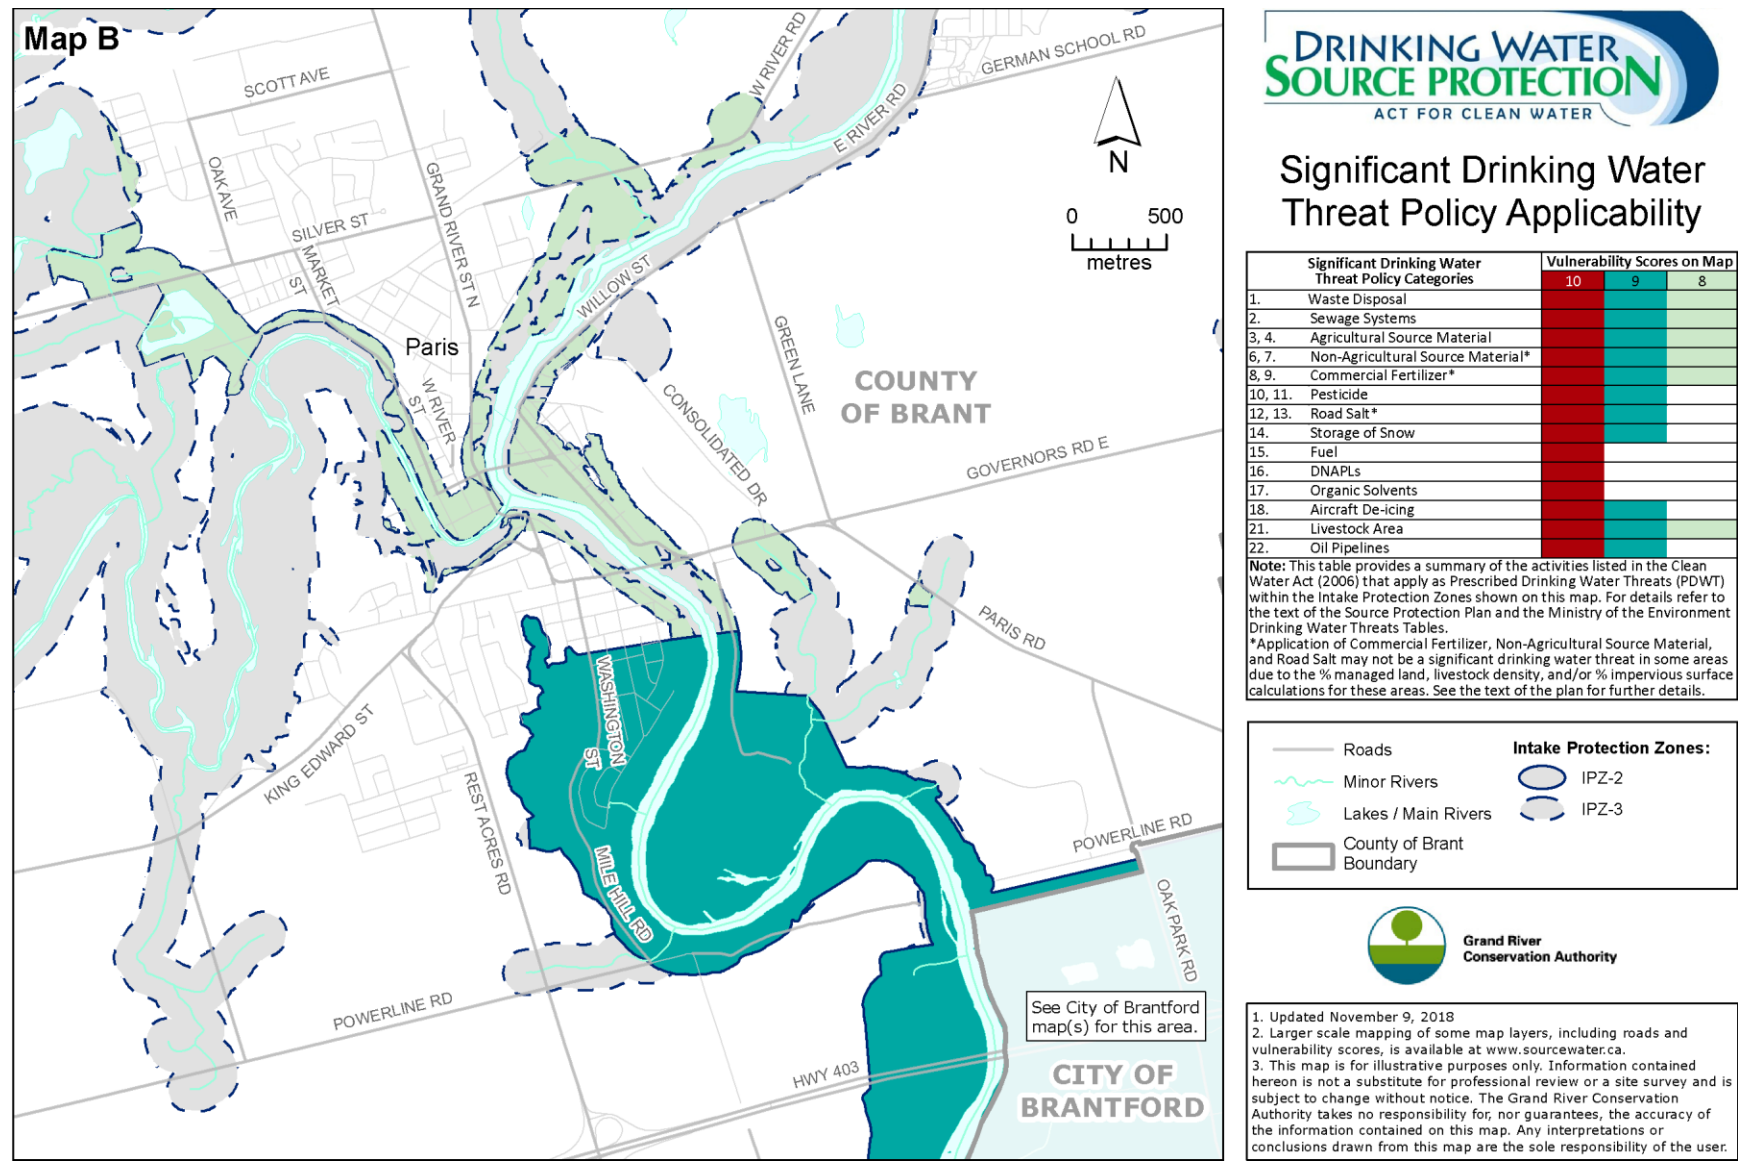 Map B
SCOTT AVE
W RIVER RD
GERMAN SCHOOL RD
E RIVER RD
N
0 500
metres
OAK AVE
GRAND RIVER ST N
SILVER ST
MARKET
ST
WILLOW ST
Paris
W RIVER
ST
GREEN LANE
COUNTY
OF BRANT
CONSOLIDATED DR
GOVERNORS RD E
PARIS RD
WASHINGTON
ST
KING EDWARD ST
REST ACRES RD
MILE HILL RD
POWERLINE RD
OAK PARK RD
POWERLINE RD
See City of Brantford
map(s) for this area.
HWY 403
CITY OF
BRANTFORD
DRINKING WATER
SOURCE PROTECTION
ACT FOR CLEAN WATER
Significant Drinking Water
Threat Policy Applicability
Significant Drinking Water
Threat Policy Categories
Vulnerability Scores on Map
10 9 8
1. Waste Disposal
2. Sewage Systems
3, 4. Agricultural Source Material
6, 7. Non-Agricultural Source Material*
8, 9. Commercial Fertilizer*
10, 11. Pesticide
12, 13. Road Salt*
14. Storage of Snow
15. Fuel
16. DNAPLs
17. Organic Solvents
18. Aircraft De-icing
21. Livestock Area
22. Oil Pipelines
Note: This table provides a summary of the activities listed in the Clean
Water Act (2006) that apply as Prescribed Drinking Water Threats (PDWT)
within the Intake Protection Zones shown on this map. For details refer to
the text of the Source Protection Plan and the Ministry of the Environment
Drinking Water Threats Tables.
*Application of Commercial Fertilizer, Non-Agricultural Source Material,
and Road Salt may not be a significant drinking water threat in some areas
due to the % managed land, livestock density, and/or % impervious surface
calculations for these areas. See the text of the plan for further details.
Roads
Minor Rivers
Lakes / Main Rivers
County of Brant
Boundary
Intake Protection Zones:
IPZ-2
IPZ-3
Grand River
Conservation Authority
1. Updated November 9, 2018
2. Larger scale mapping of some map layers, including roads and
vulnerability scores, is available at www.sourcewater.ca.
3. This map is for illustrative purposes only. Information contained
hereon is not a substitute for professional review or a site survey and is
subject to change without notice. The Grand River Conservation
Authority takes no responsibility for, nor guarantees, the accuracy of
the information contained on this map. Any interpretations or
conclusions drawn from this map are the sole responsibility of the user.